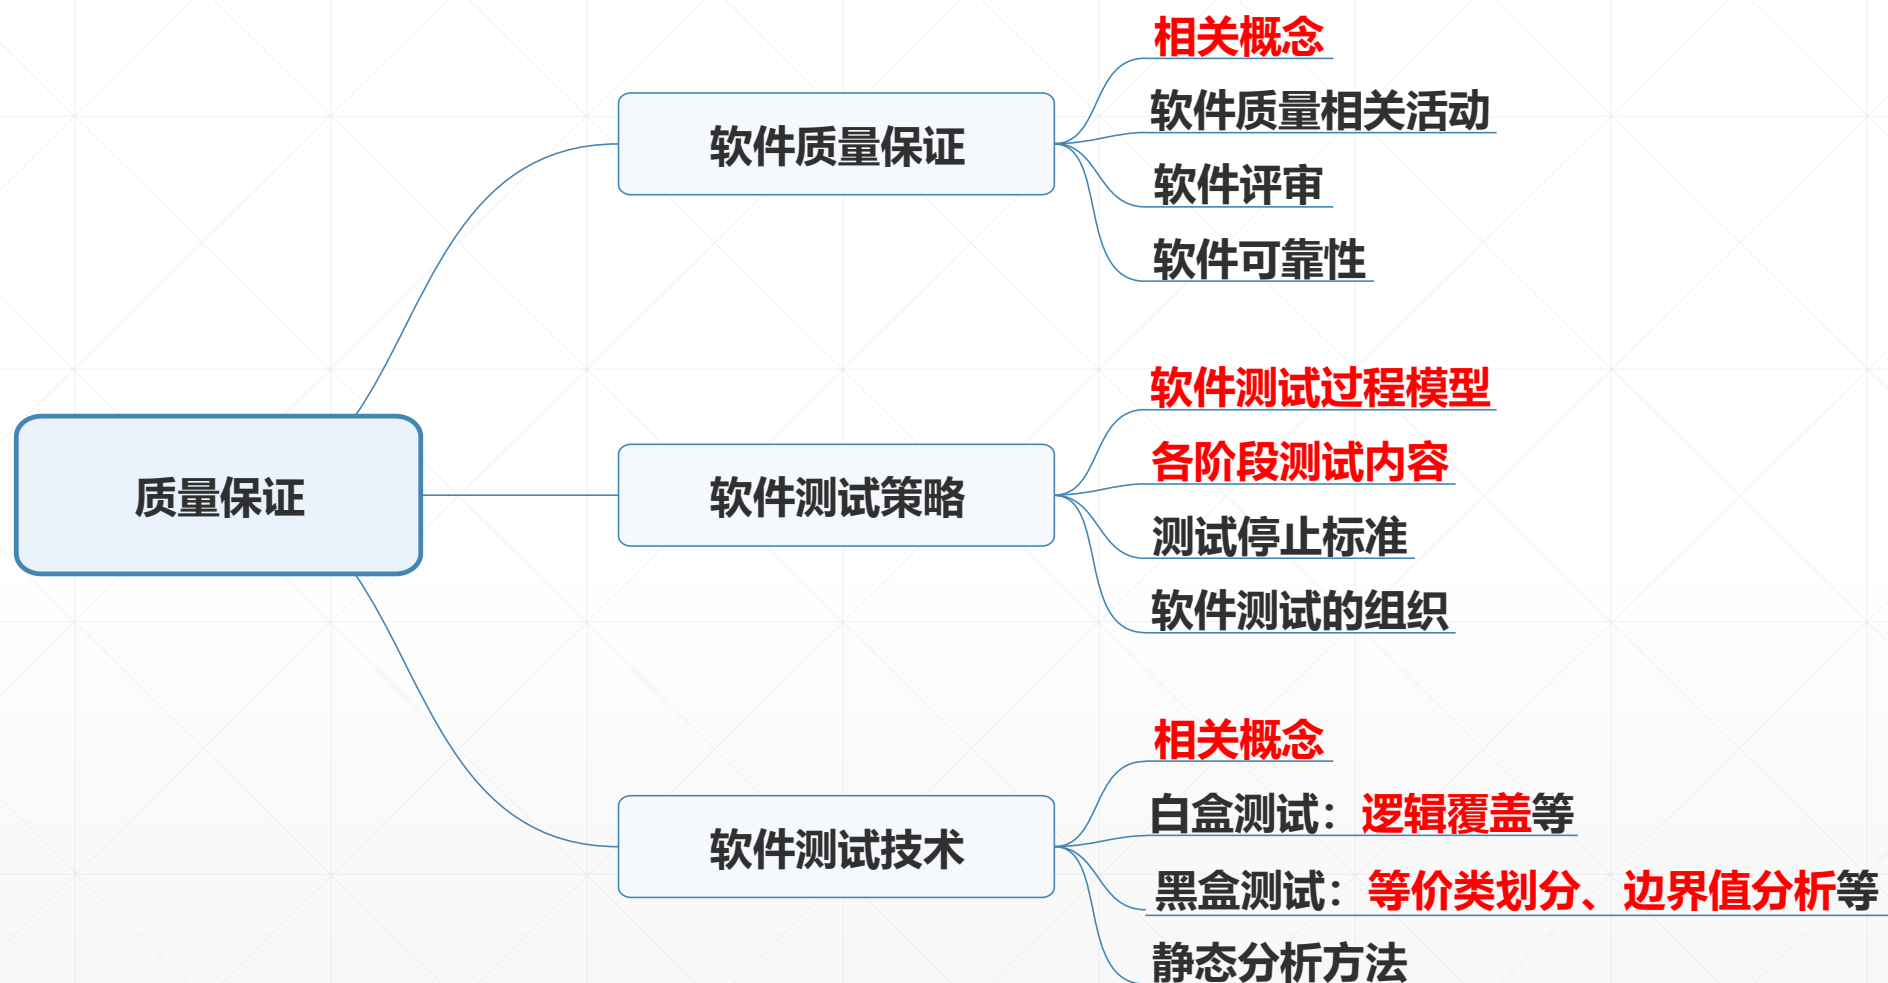 质量保证
软件质量保证
相关概念
软件质量相关活动
软件评审
软件可靠性
软件测试策略
软件测试过程模型
各阶段测试内容
测试停止标准
软件测试的组织
软件测试技术
相关概念
白盒测试：逻辑覆盖等
黑盒测试：等价类划分、边界值分析等
静态分析方法